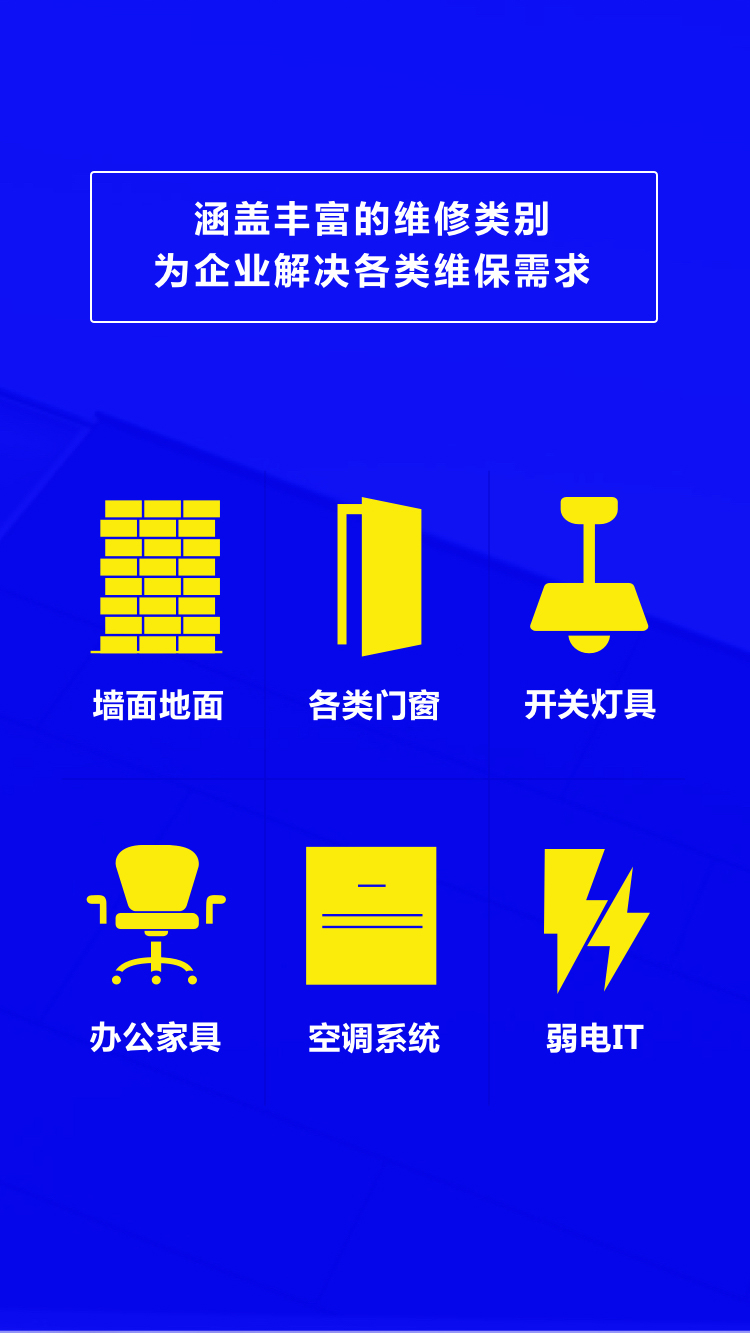 涵盖丰富的维修类别
为企业解决各类维保需求
墙面地面
各类门窗
开关灯具
办公家具
空调系统
弱电IT